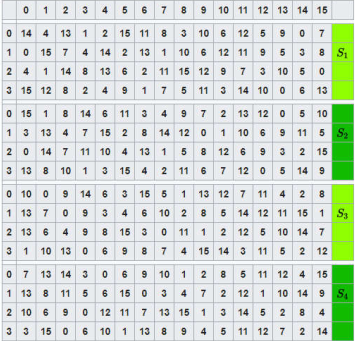 0 1 2 3 4 5 6 7 8 9 10 11 12 13 14 15
0 14 4 13 1 2 15 11 8 3 10 6 12 5 9 0 7
1 0 15 7 4 14 2 13 1 10 6 12 11 9 5 3 8 S1
2 4 1 14 8 13 6 2 11 15 12 9 7 3 10 5 0
3 15 12 8 2 4 9 1 7 5 11 3 14 10 0 6 13
0 15 1 8 14 6 11 3 4 9 7 2 13 12 0 5 10
1 3 13 4 7 15 2 8 14 12 0 1 10 6 9 11 5 S2
2 0 14 7 11 10 4 13 1 5 8 12 6 9 3 2 15
3 13 8 10 1 3 15 4 2 11 6 7 12 0 5 14 9
0 10 0 9 14 6 3 15 5 1 13 12 7 11 4 2 8
1 13 7 0 9 3 4 6 10 2 8 5 14 12 11 15 1 S3
2 13 6 4 9 8 15 3 0 11 1 2 12 5 10 14 7
3 1 10 13 0 6 9 8 7 4 15 14 3 11 5 2 12
0 7 13 14 3 0 6 9 10 1 2 8 5 11 12 4 15
1 13 8 11 5 6 15 0 3 4 7 2 12 1 10 14 9 S4
2 10 6 9 0 12 11 7 13 15 1 3 14 5 2 8 4
3 3 15 0 6 10 1 13 8 9 4 5 11 12 7 2 14